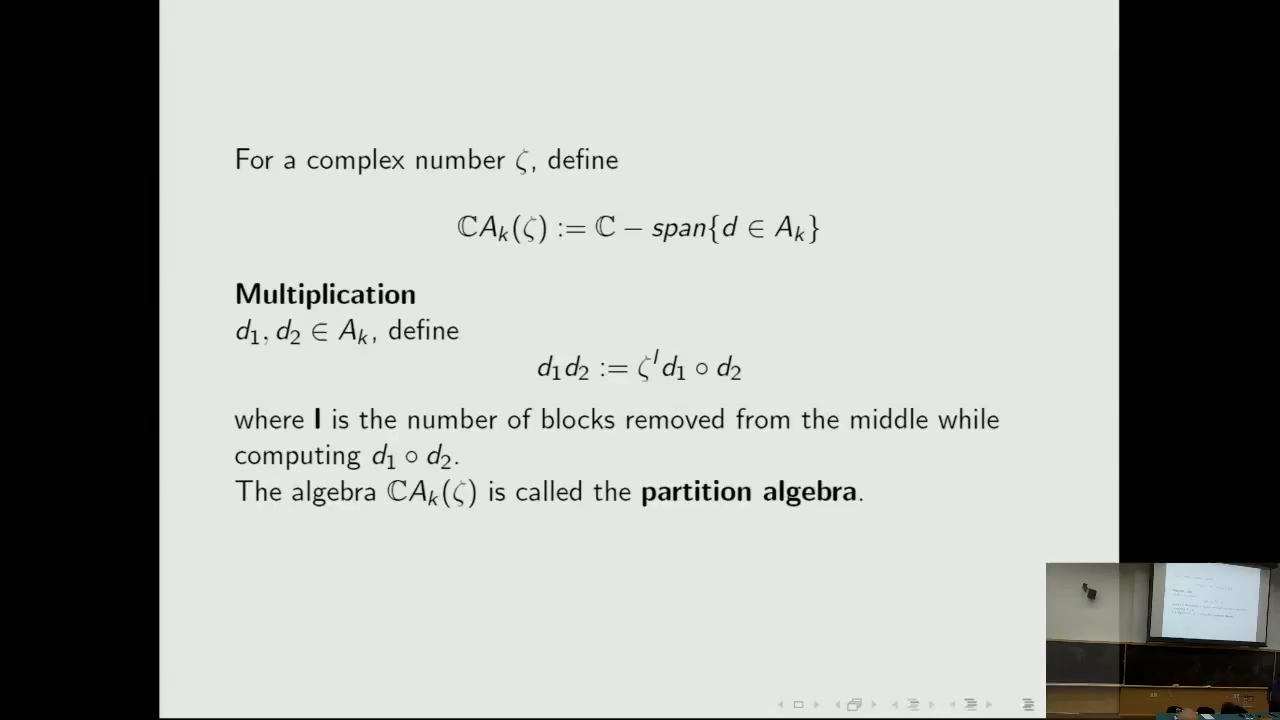 For a complex number ζ, define
ℂA_k(ζ) := ℂ − span{d ∈ A_k}
Multiplication
d_1, d_2 ∈ A_k, define
d_1d_2 := ζ^l d_1 ∘ d_2
where l is the number of blocks removed from the middle while
computing d_1 ∘ d_2.
The algebra ℂA_k(ζ) is called the partition algebra.